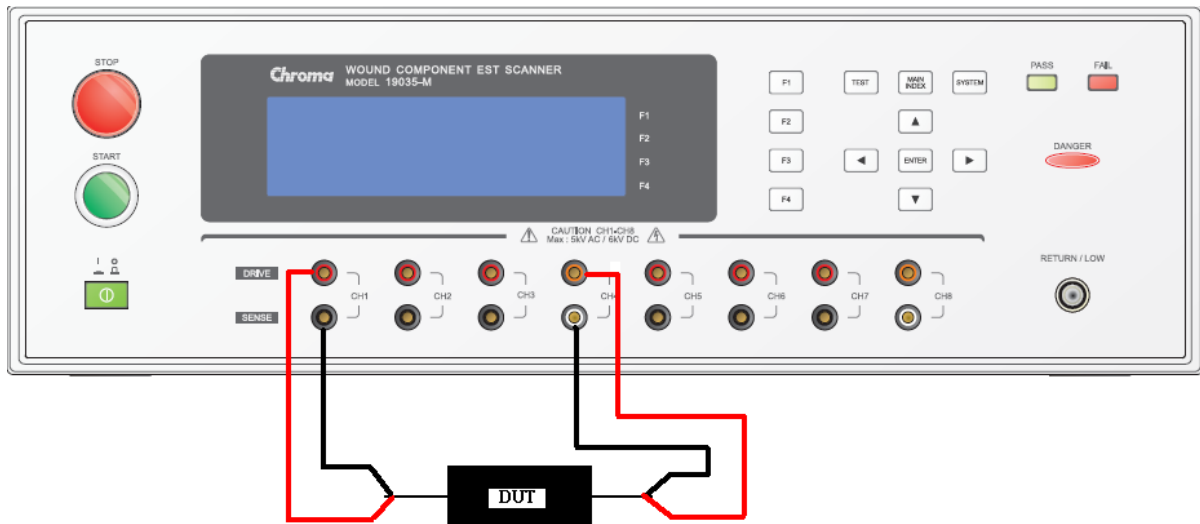 STOP
START
I O
Chroma WOUND COMPONENT EST SCANNER
MODEL 19035-M
F1
F2
F3
F4
F1 TEST MAIN INDEX SYSTEM
F2
F3 ENTER
F4
PASS FAIL
DANGER
CAUTION CH1-CH8
Max : 5kV AC / 6kV DC
DRIVE
CH1 CH2 CH3 CH4 CH5 CH6 CH7 CH8
SENSE
RETURN / LOW
DUT